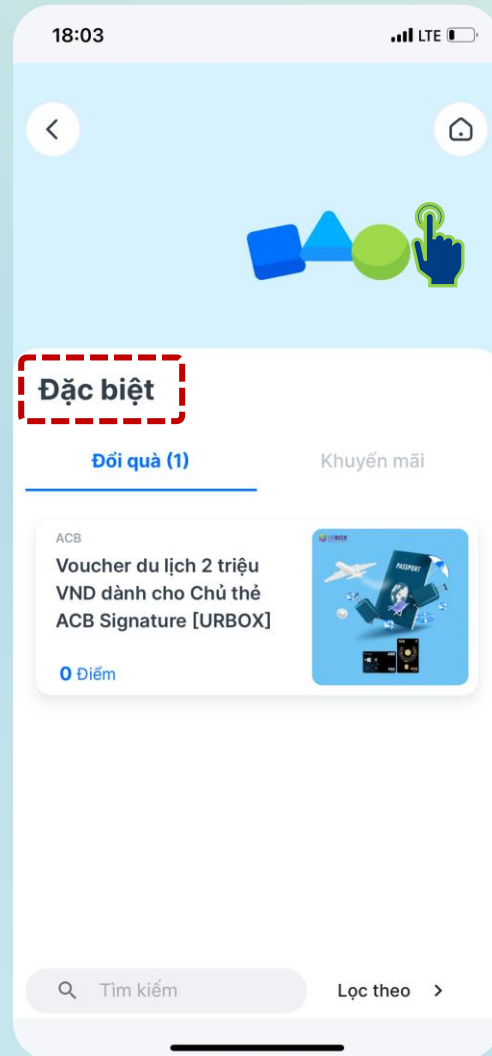 18:03
LTE
Đặc biệt
Đổi quà (1)
Khuyến mãi
ACB
Voucher du lịch 2 triệu
VND dành cho Chủ thẻ
ACB Signature [URBOX]
0 Điểm
URBOX
PASSPORT
Tìm kiếm
Lọc theo